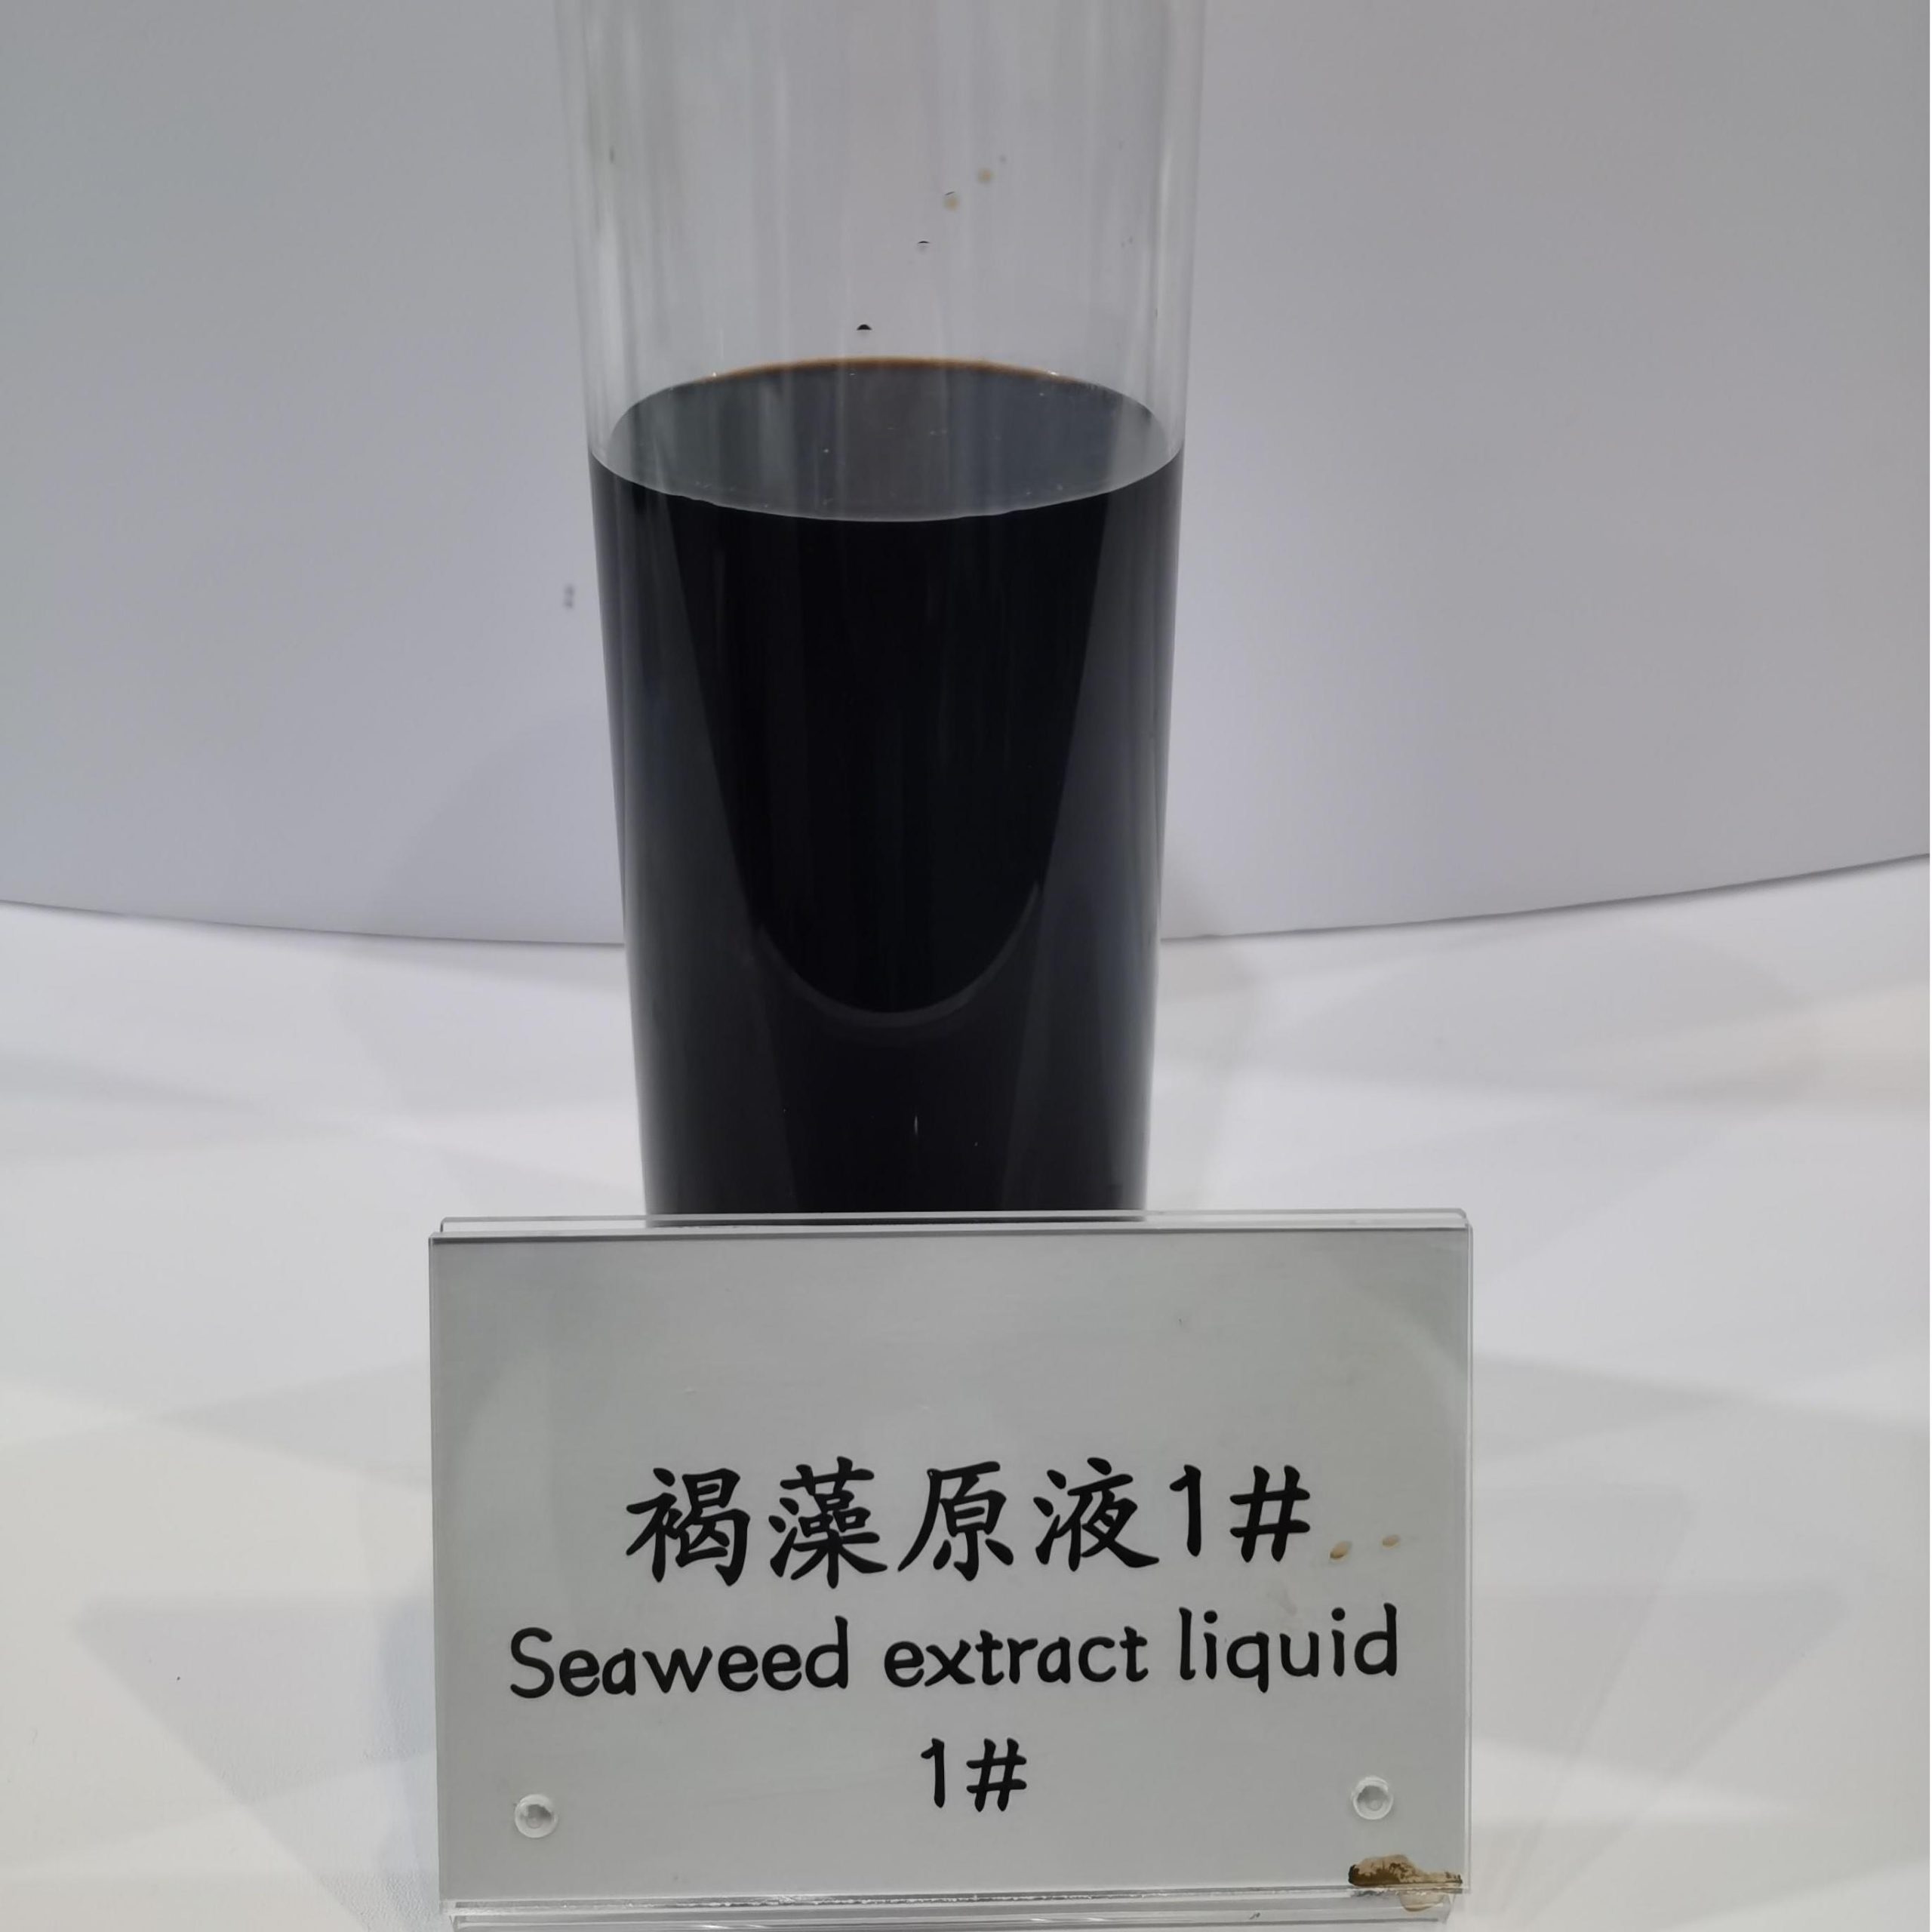 褐藻原液1#
Seaweed extract liquid
1#